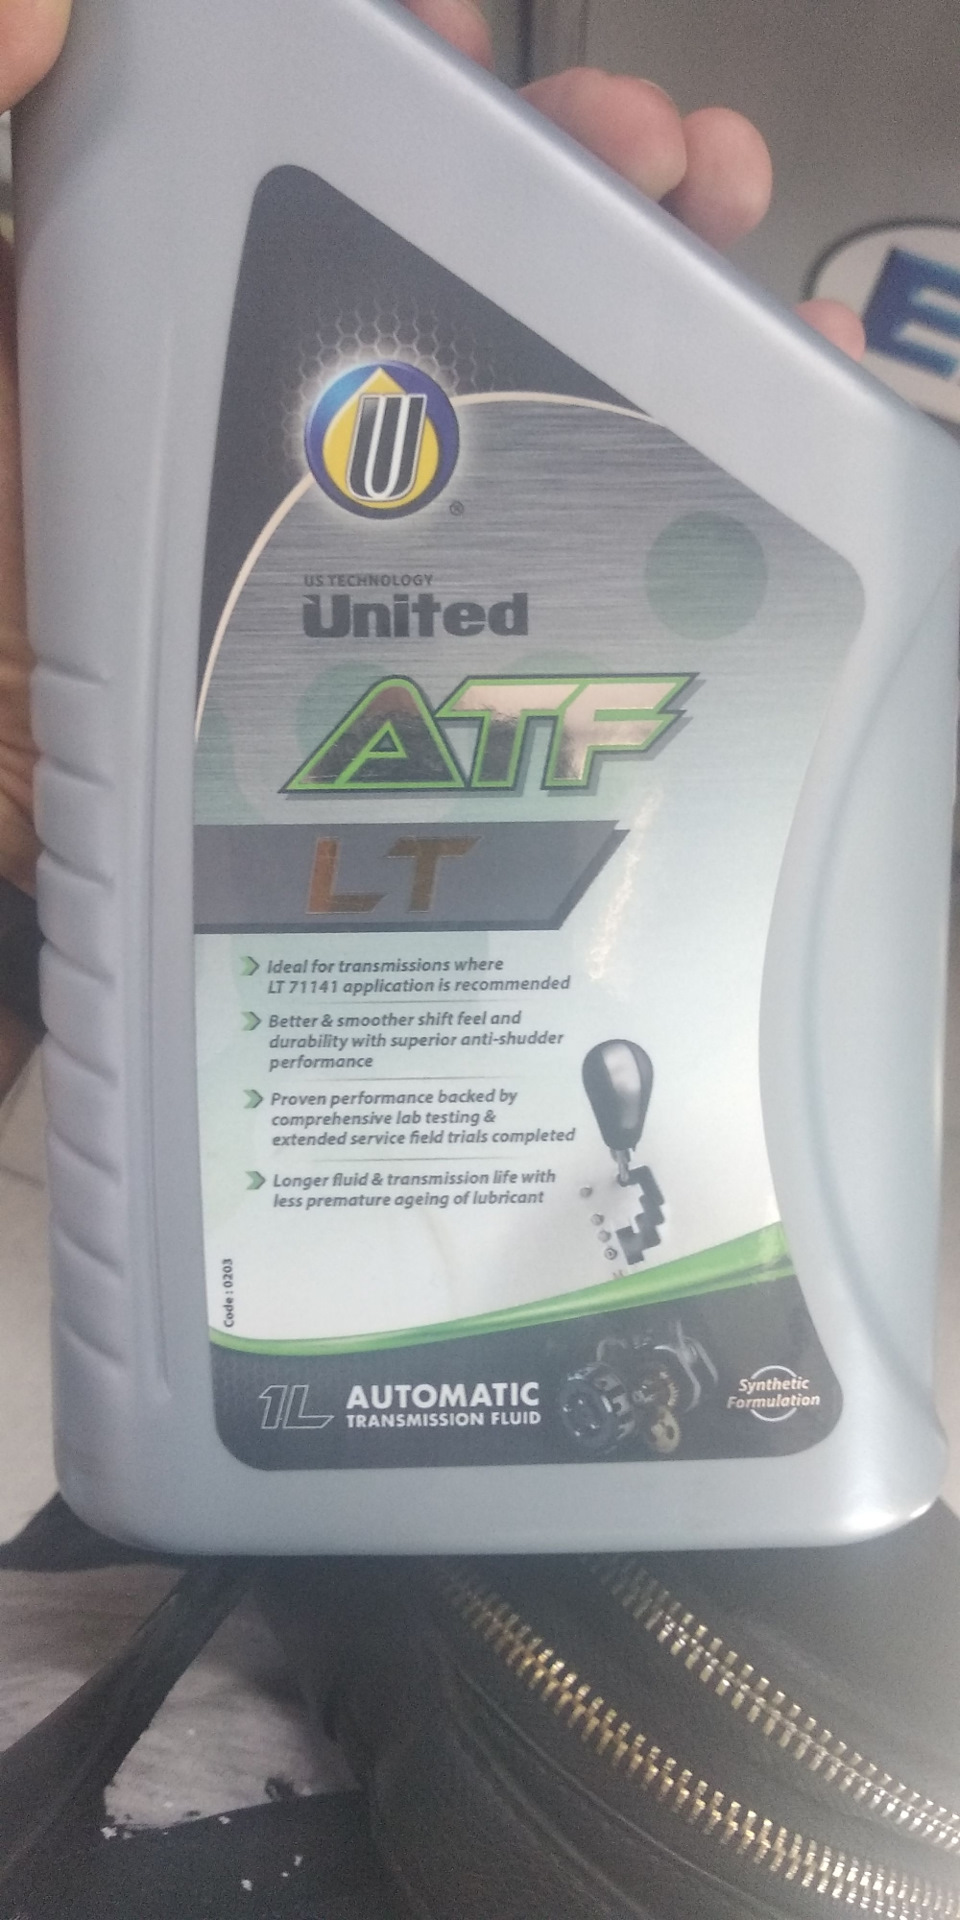 U
®
US TECHNOLOGY
United
ATF
LT
Ideal for transmissions where
LT 71141 application is recommended
Better & smoother shift feel and
durability with superior anti-shudder
performance
Proven performance backed by
comprehensive lab testing &
extended service field trials completed
Longer fluid & transmission life with
less premature ageing of lubricant
Code : 0203
1L AUTOMATIC
TRANSMISSION FLUID
Synthetic
Formulation